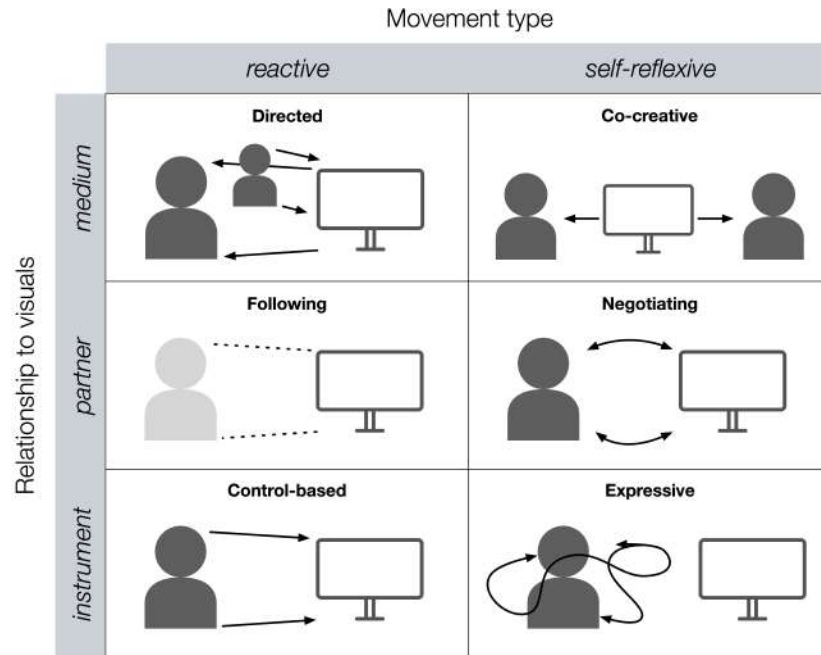 Movement type
reactive
self-reflexive
Relationship to visuals
medium
Directed
Co-creative
partner
Following
Negotiating
instrument
Control-based
Expressive